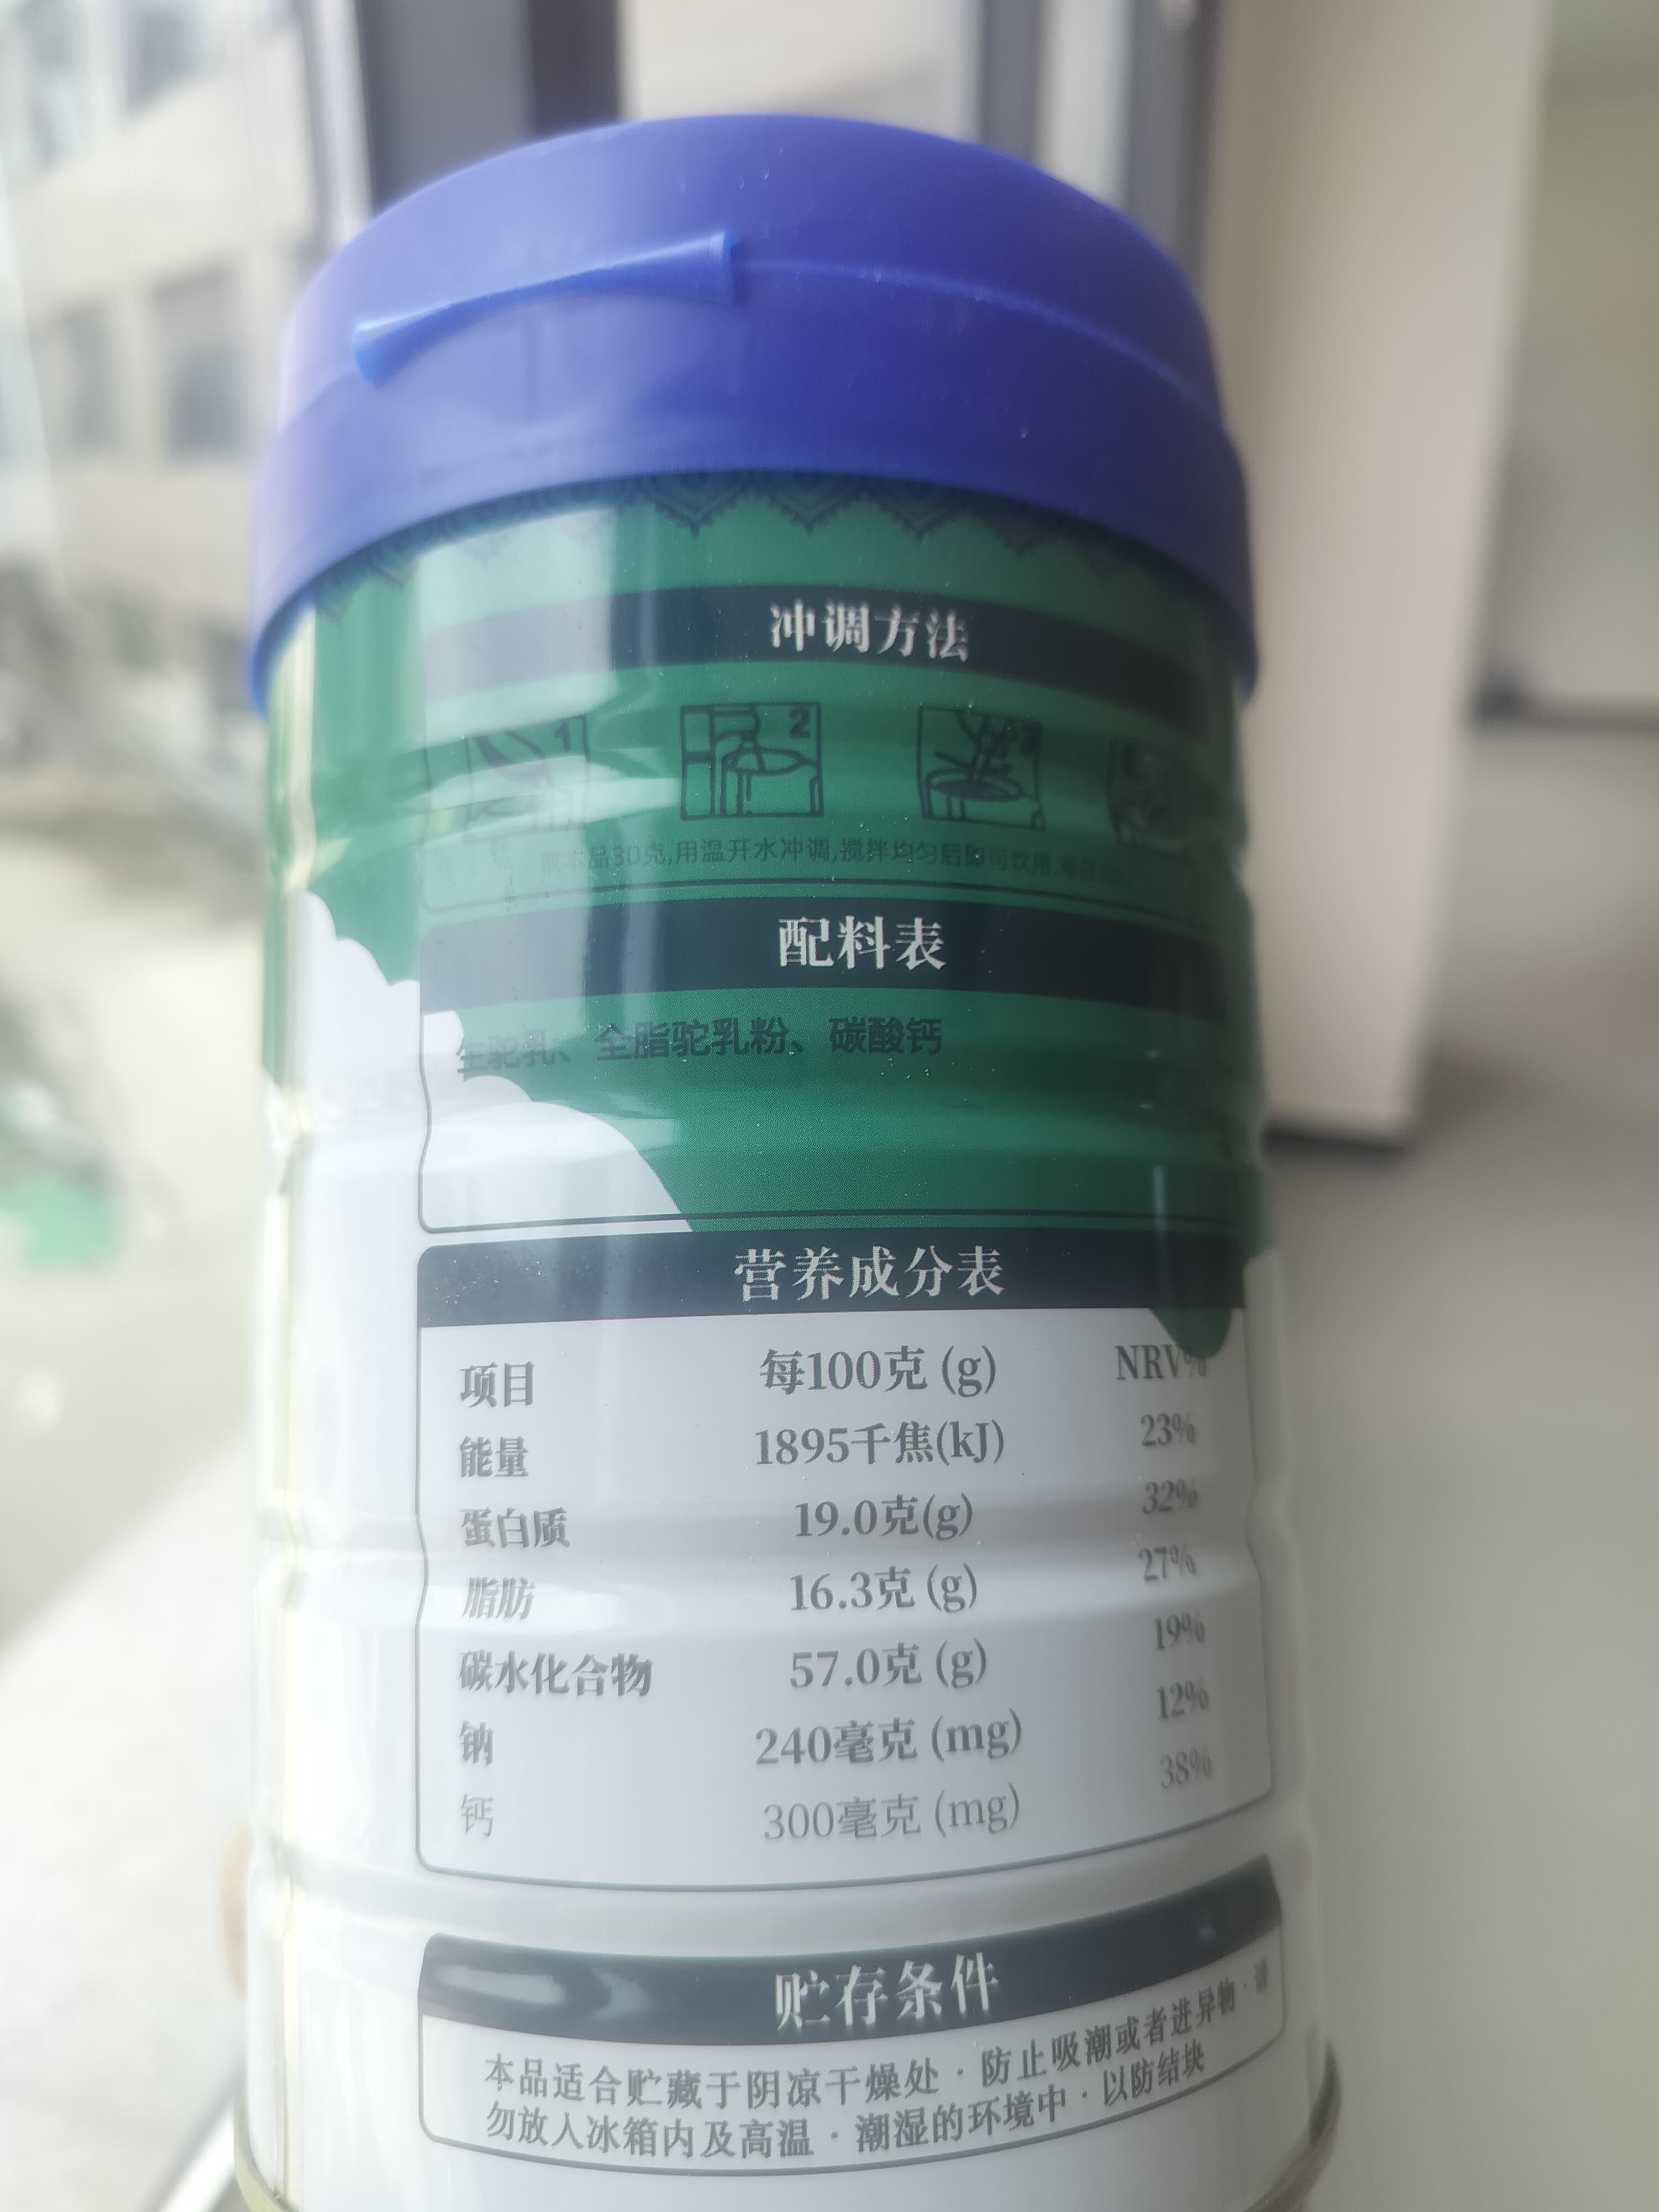 冲调方法
1
2
3
取本品30克,用温开水冲调,搅拌均匀后即可饮用,每日
配料表
生驼乳、全脂驼乳粉、碳酸钙
营养成分表
项目 每100克 (g) NRV%
能量 1895千焦(kJ) 23%
蛋白质 19.0克(g) 32%
脂肪 16.3克 (g) 27%
碳水化合物 57.0克 (g) 19%
钠 240毫克 (mg) 12%
钙 300毫克 (mg) 38%
贮存条件
本品适合贮藏于阴凉干燥处·防止吸潮或者进异物·请
勿放入冰箱内及高温·潮湿的环境中·以防结块